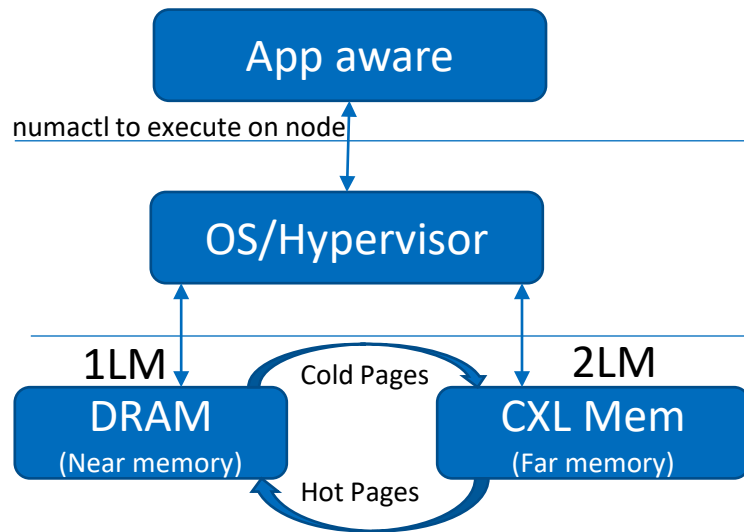 App aware
numactl to execute on node
OS/Hypervisor
1LM
2LM
Cold Pages
DRAM
(Near memory)
CXL Mem
(Far memory)
Hot Pages